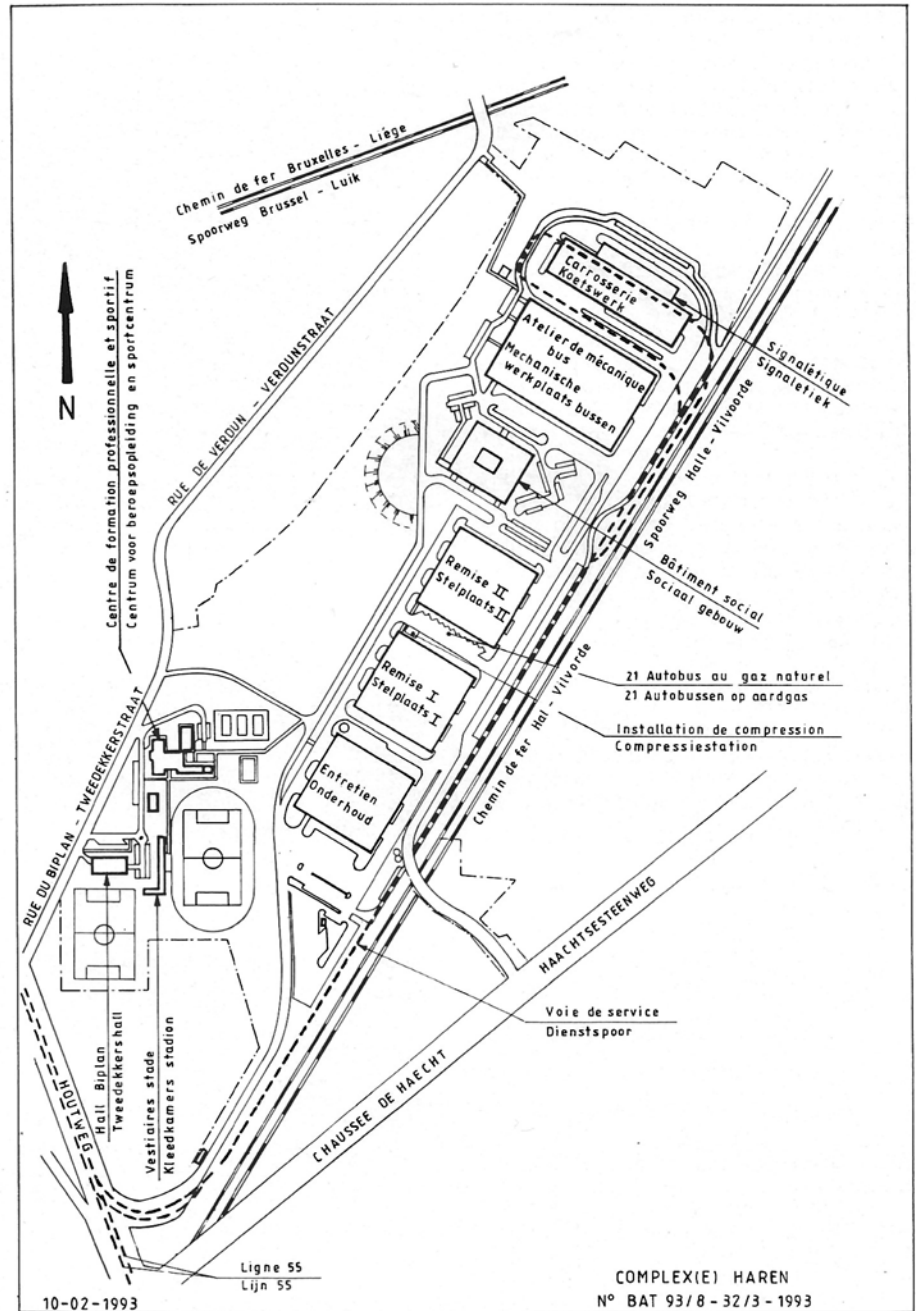 Chemin de fer Bruxelles - Liége
Spoorweg Brussel - Luik
N
Centre de formation professionnelle et sportif
Centrum voor beroepsopleiding en sportcentrum
RUE DE VERDUN - VERDUNSTRAAT
Carrosserie
Koetswerk
Atelier de mécanique
bus
Mechanische
werkplaats bussen
Signalétique
Signaletiek
Spoorweg Halle - Vilvoorde
Bâtiment social
Sociaal gebouw
Remise II
Stelplaats II
Remise I
Stelplaats I
21 Autobus au gaz naturel
21 Autobussen op aardgas
Installation de compression
Compressiestation
Chemin de fer Hal - Vilvorde
Entretien
Onderhoud
RUE DU BIPLAN - TWEEDEKKERSTRAAT
HAACHTSESTEENWEG
CHAUSSEE DE HAECHT
Voie de service
Dienstspoor
HOUTWEG
Hall Biplan
Tweedekkershall
Vestiaires stade
Kleedkamers stadion
Ligne 55
Lijn 55
10-02-1993
COMPLEX(E) HAREN
N° BAT 93/8 - 32/3 - 1993